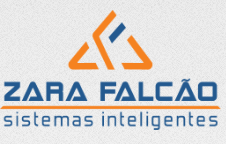 ZARA FALCÃO
sistemas inteligentes